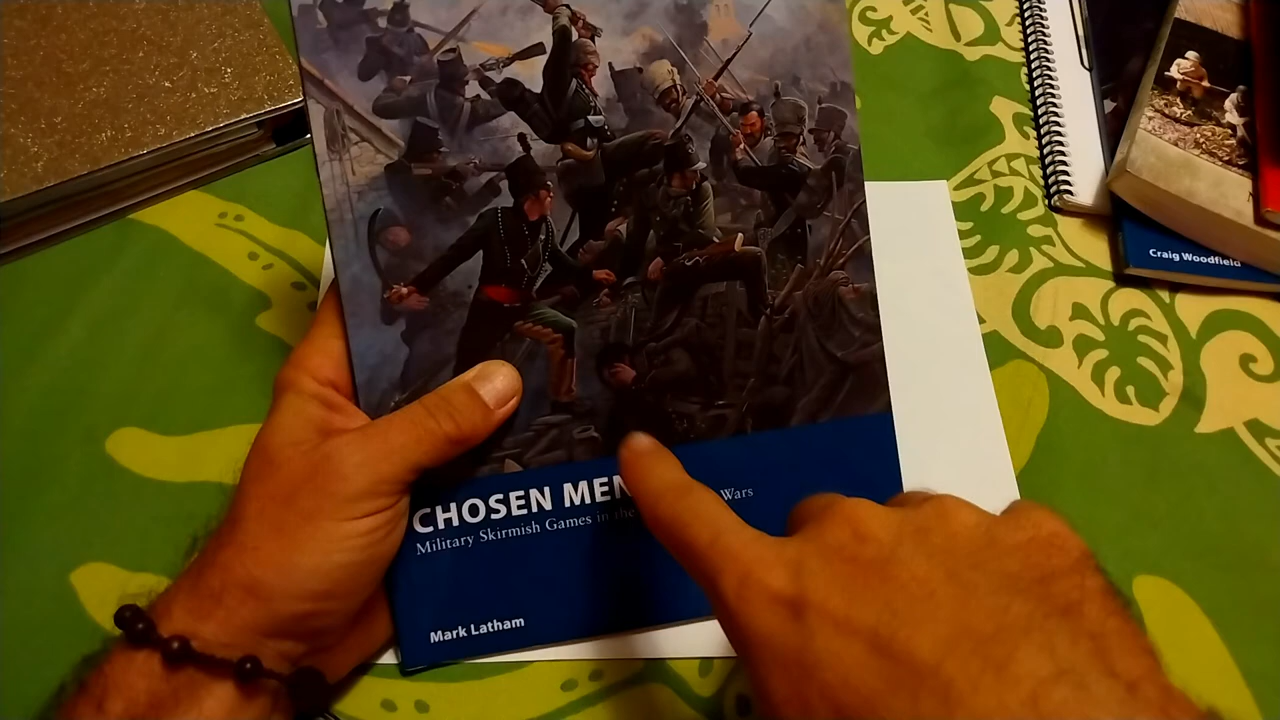 CHOSEN MEN
Military Skirmish Games in the Wars
Mark Latham
Craig Woodfield